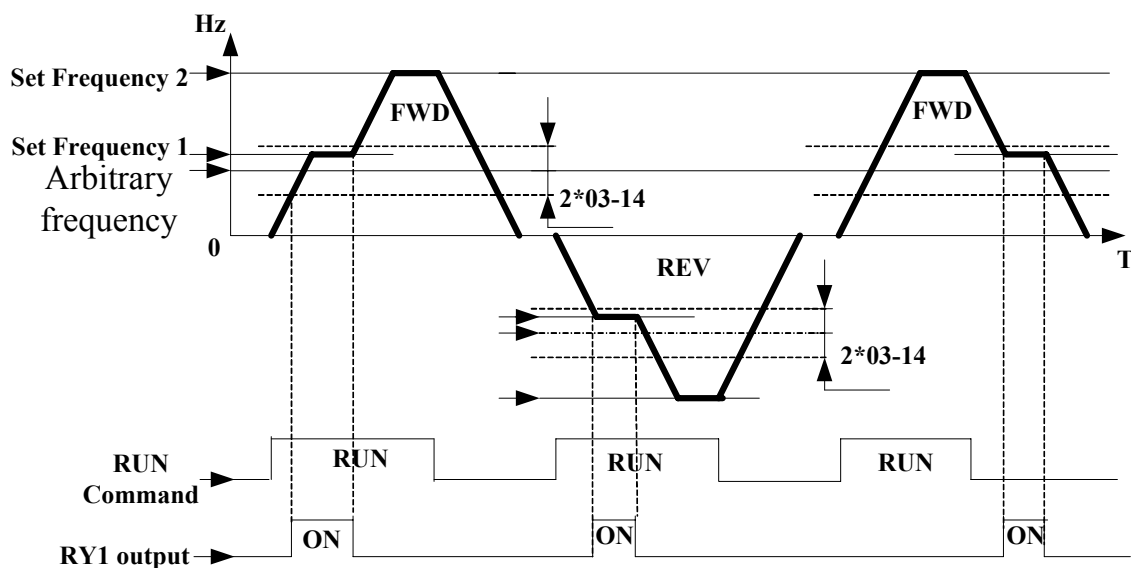 Hz
Set Frequency 2
FWD
FWD
Set Frequency 1
Arbitrary
frequency
2*03-14
0
T
REV
2*03-14
RUN
Command
RUN
RUN
RUN
RY1 output
ON
ON
ON